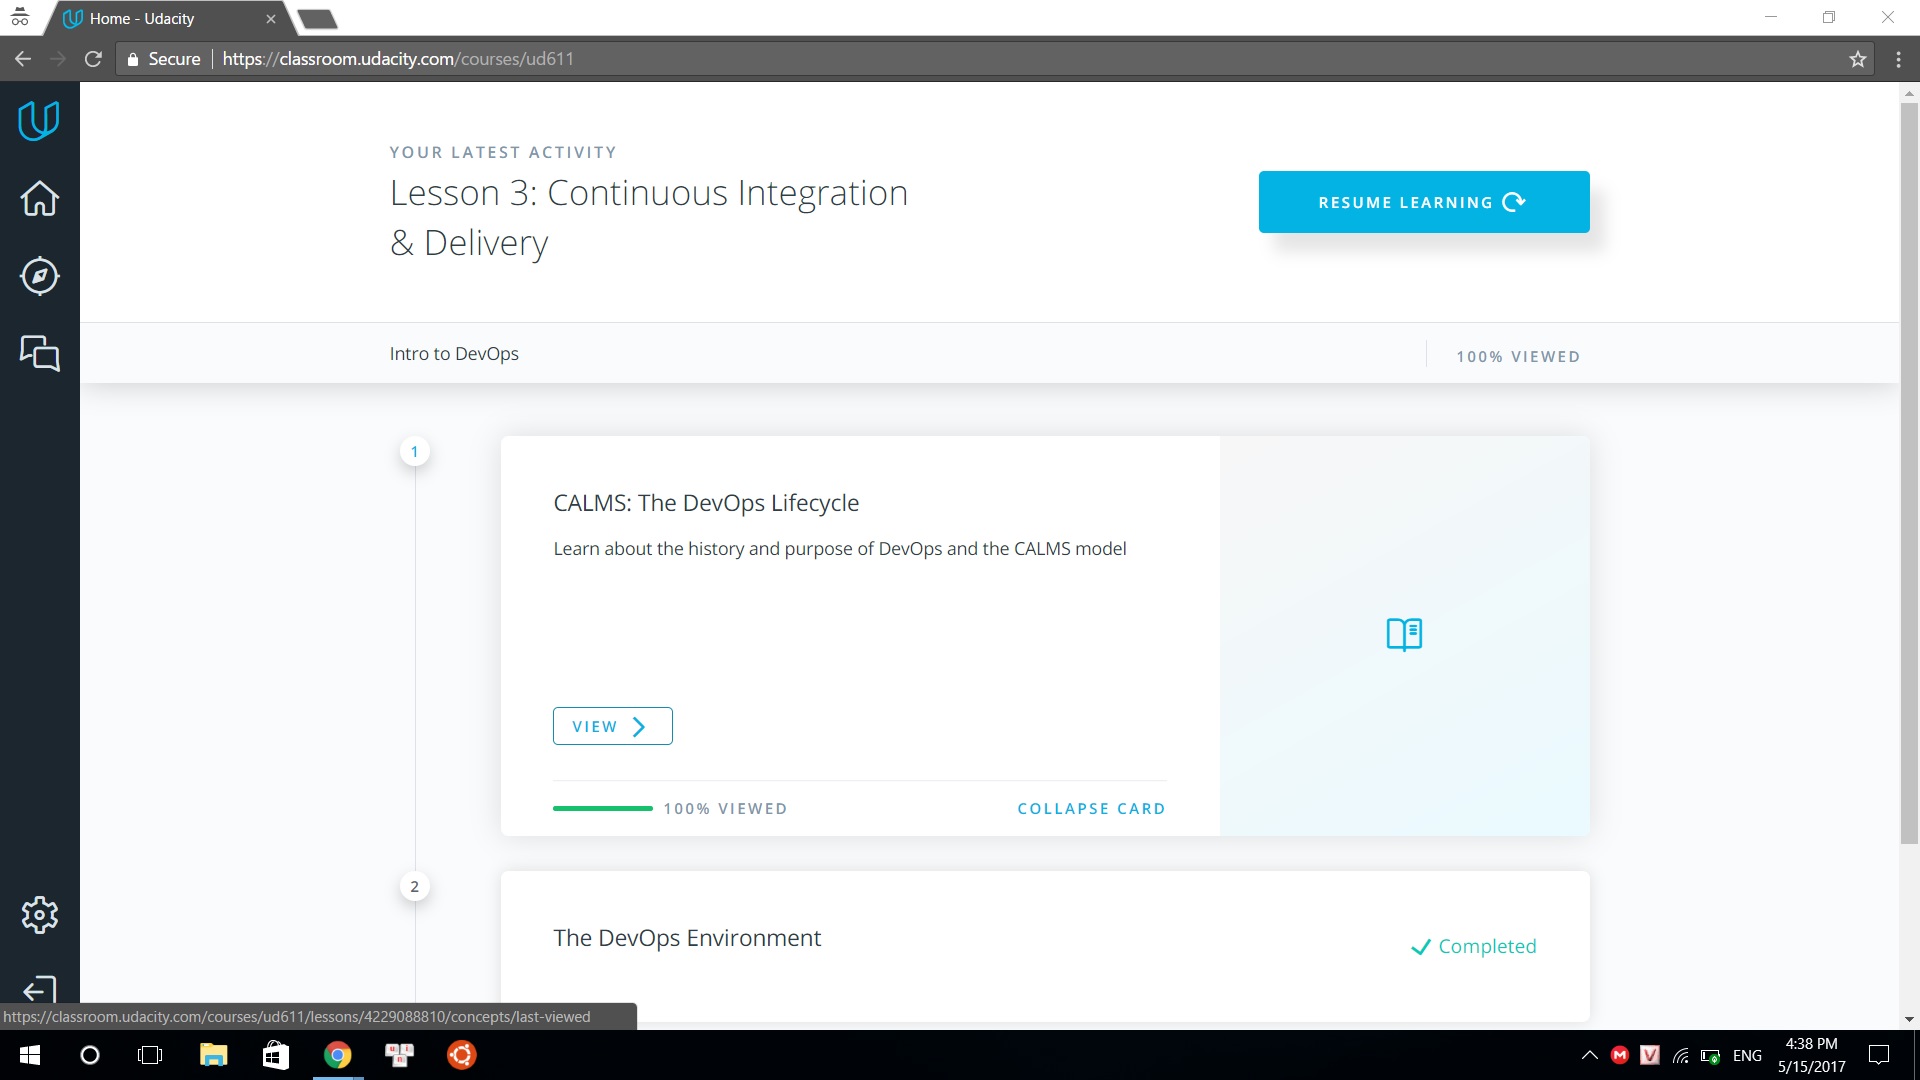 Home - Udacity
Secure
https://classroom.udacity.com/courses/ud611
YOUR LATEST ACTIVITY
Lesson 3: Continuous Integration
& Delivery
RESUME LEARNING
Intro to DevOps
100% VIEWED
1
CALMS: The DevOps Lifecycle
Learn about the history and purpose of DevOps and the CALMS model
VIEW
100% VIEWED
COLLAPSE CARD
2
The DevOps Environment
Completed
https://classroom.udacity.com/courses/ud611/lessons/4229088810/concepts/last-viewed
ENG
4:38 PM
5/15/2017